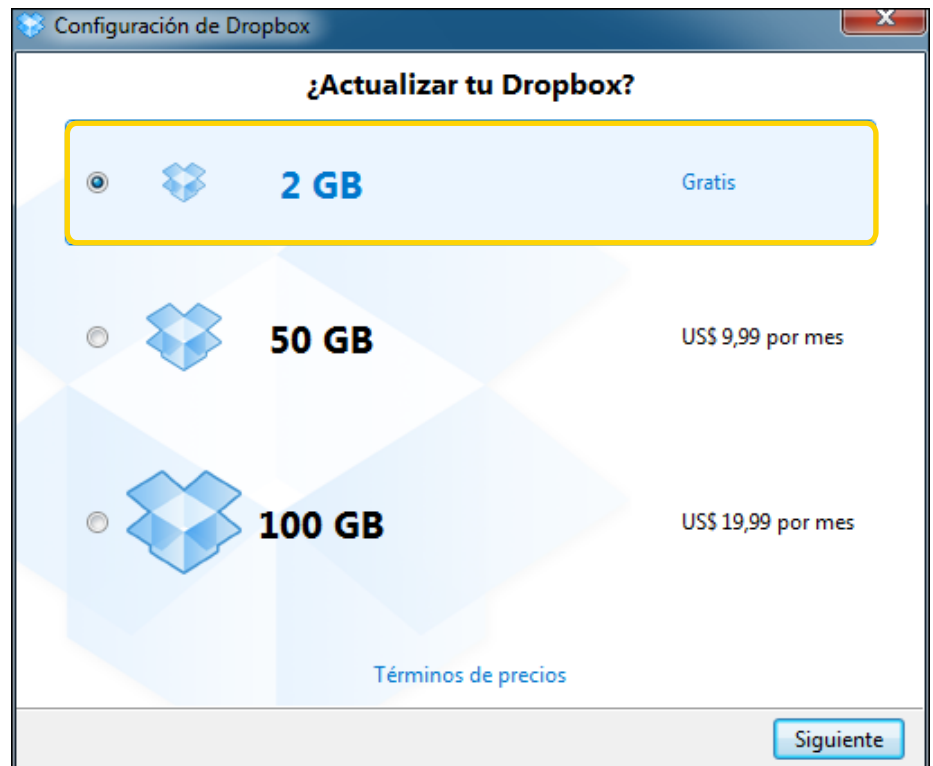 Configuración de Dropbox
¿Actualizar tu Dropbox?
2 GB Gratis
50 GB US$ 9,99 por mes
100 GB US$ 19,99 por mes
Términos de precios
Siguiente